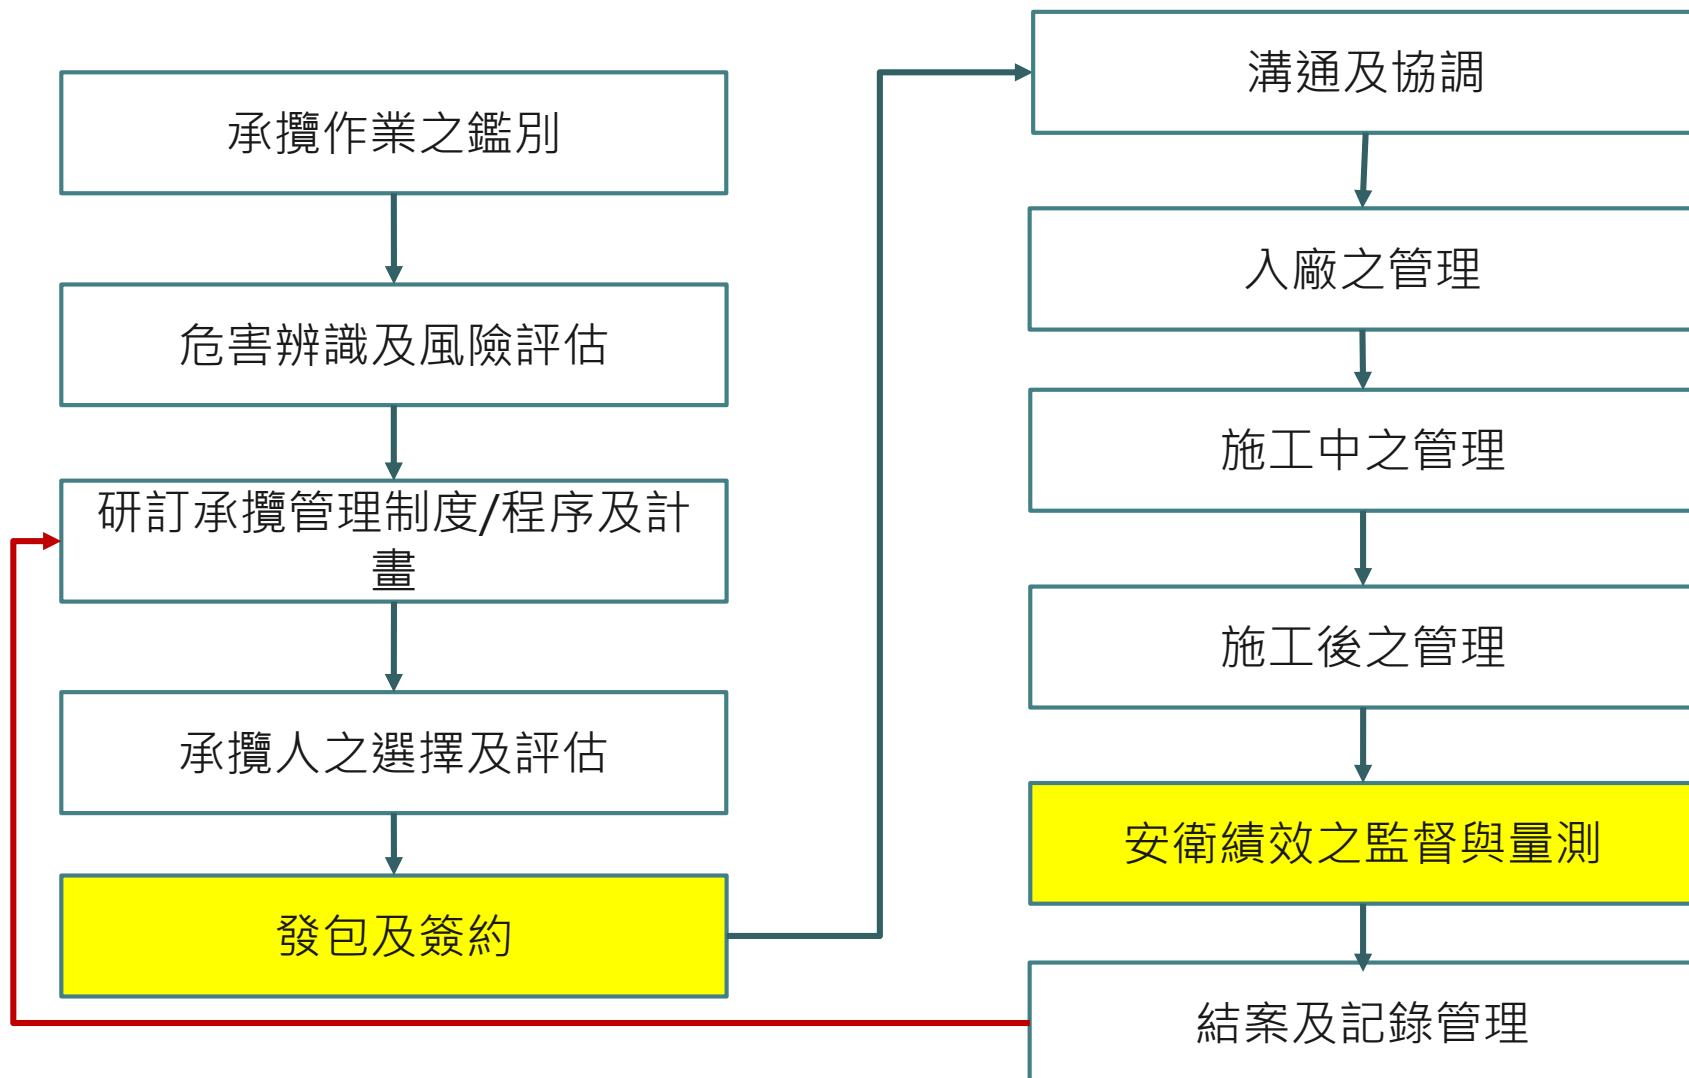 承攬作業之鑑別
危害辨識及風險評估
研訂承攬管理制度/程序及計
畫
承攬人之選擇及評估
發包及簽約
溝通及協調
入廠之管理
施工中之管理
施工後之管理
安衛績效之監督與量測
結案及記錄管理